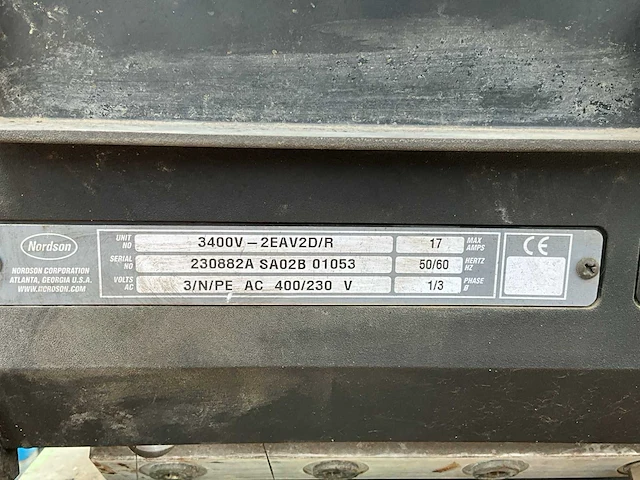 Nordson
NORDSON CORPORATION
ATLANTA, GEORGIA U.S.A.
WWW.NORDSON.COM
UNIT NO 3400V-2EAV2D/R 17 MAX AMPS
SERIAL NO 230882A SA02B 01053 50/60 HERTZ HZ
VOLTS AC 3/N/PE AC 400/230 V 1/3 PHASE Ø
CE